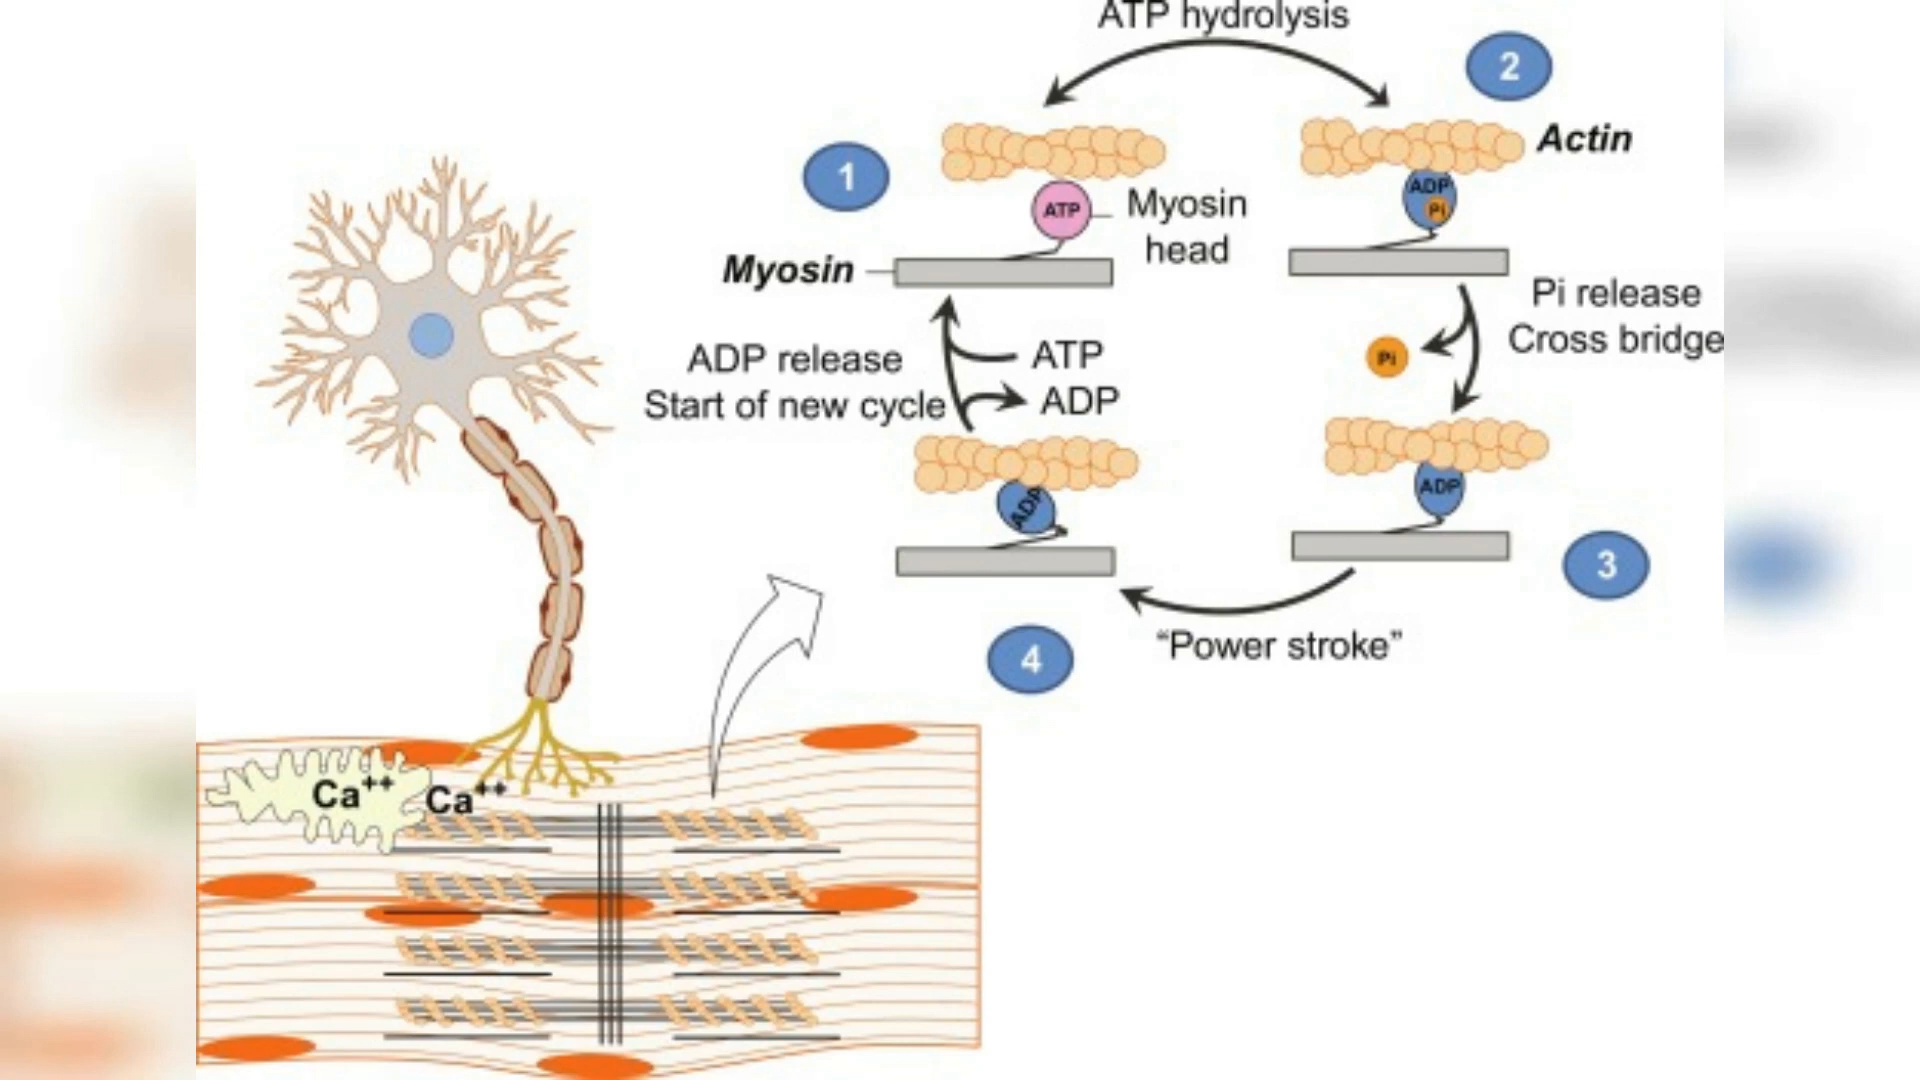 ATP hydrolysis
2
Actin
1
ADP
Pi
ATP
Myosin
head
Myosin
Pi release
Cross bridge
Pi
ADP release
Start of new cycle
ATP
ADP
ADP
ADP
3
"Power stroke"
4
Ca++
Ca++